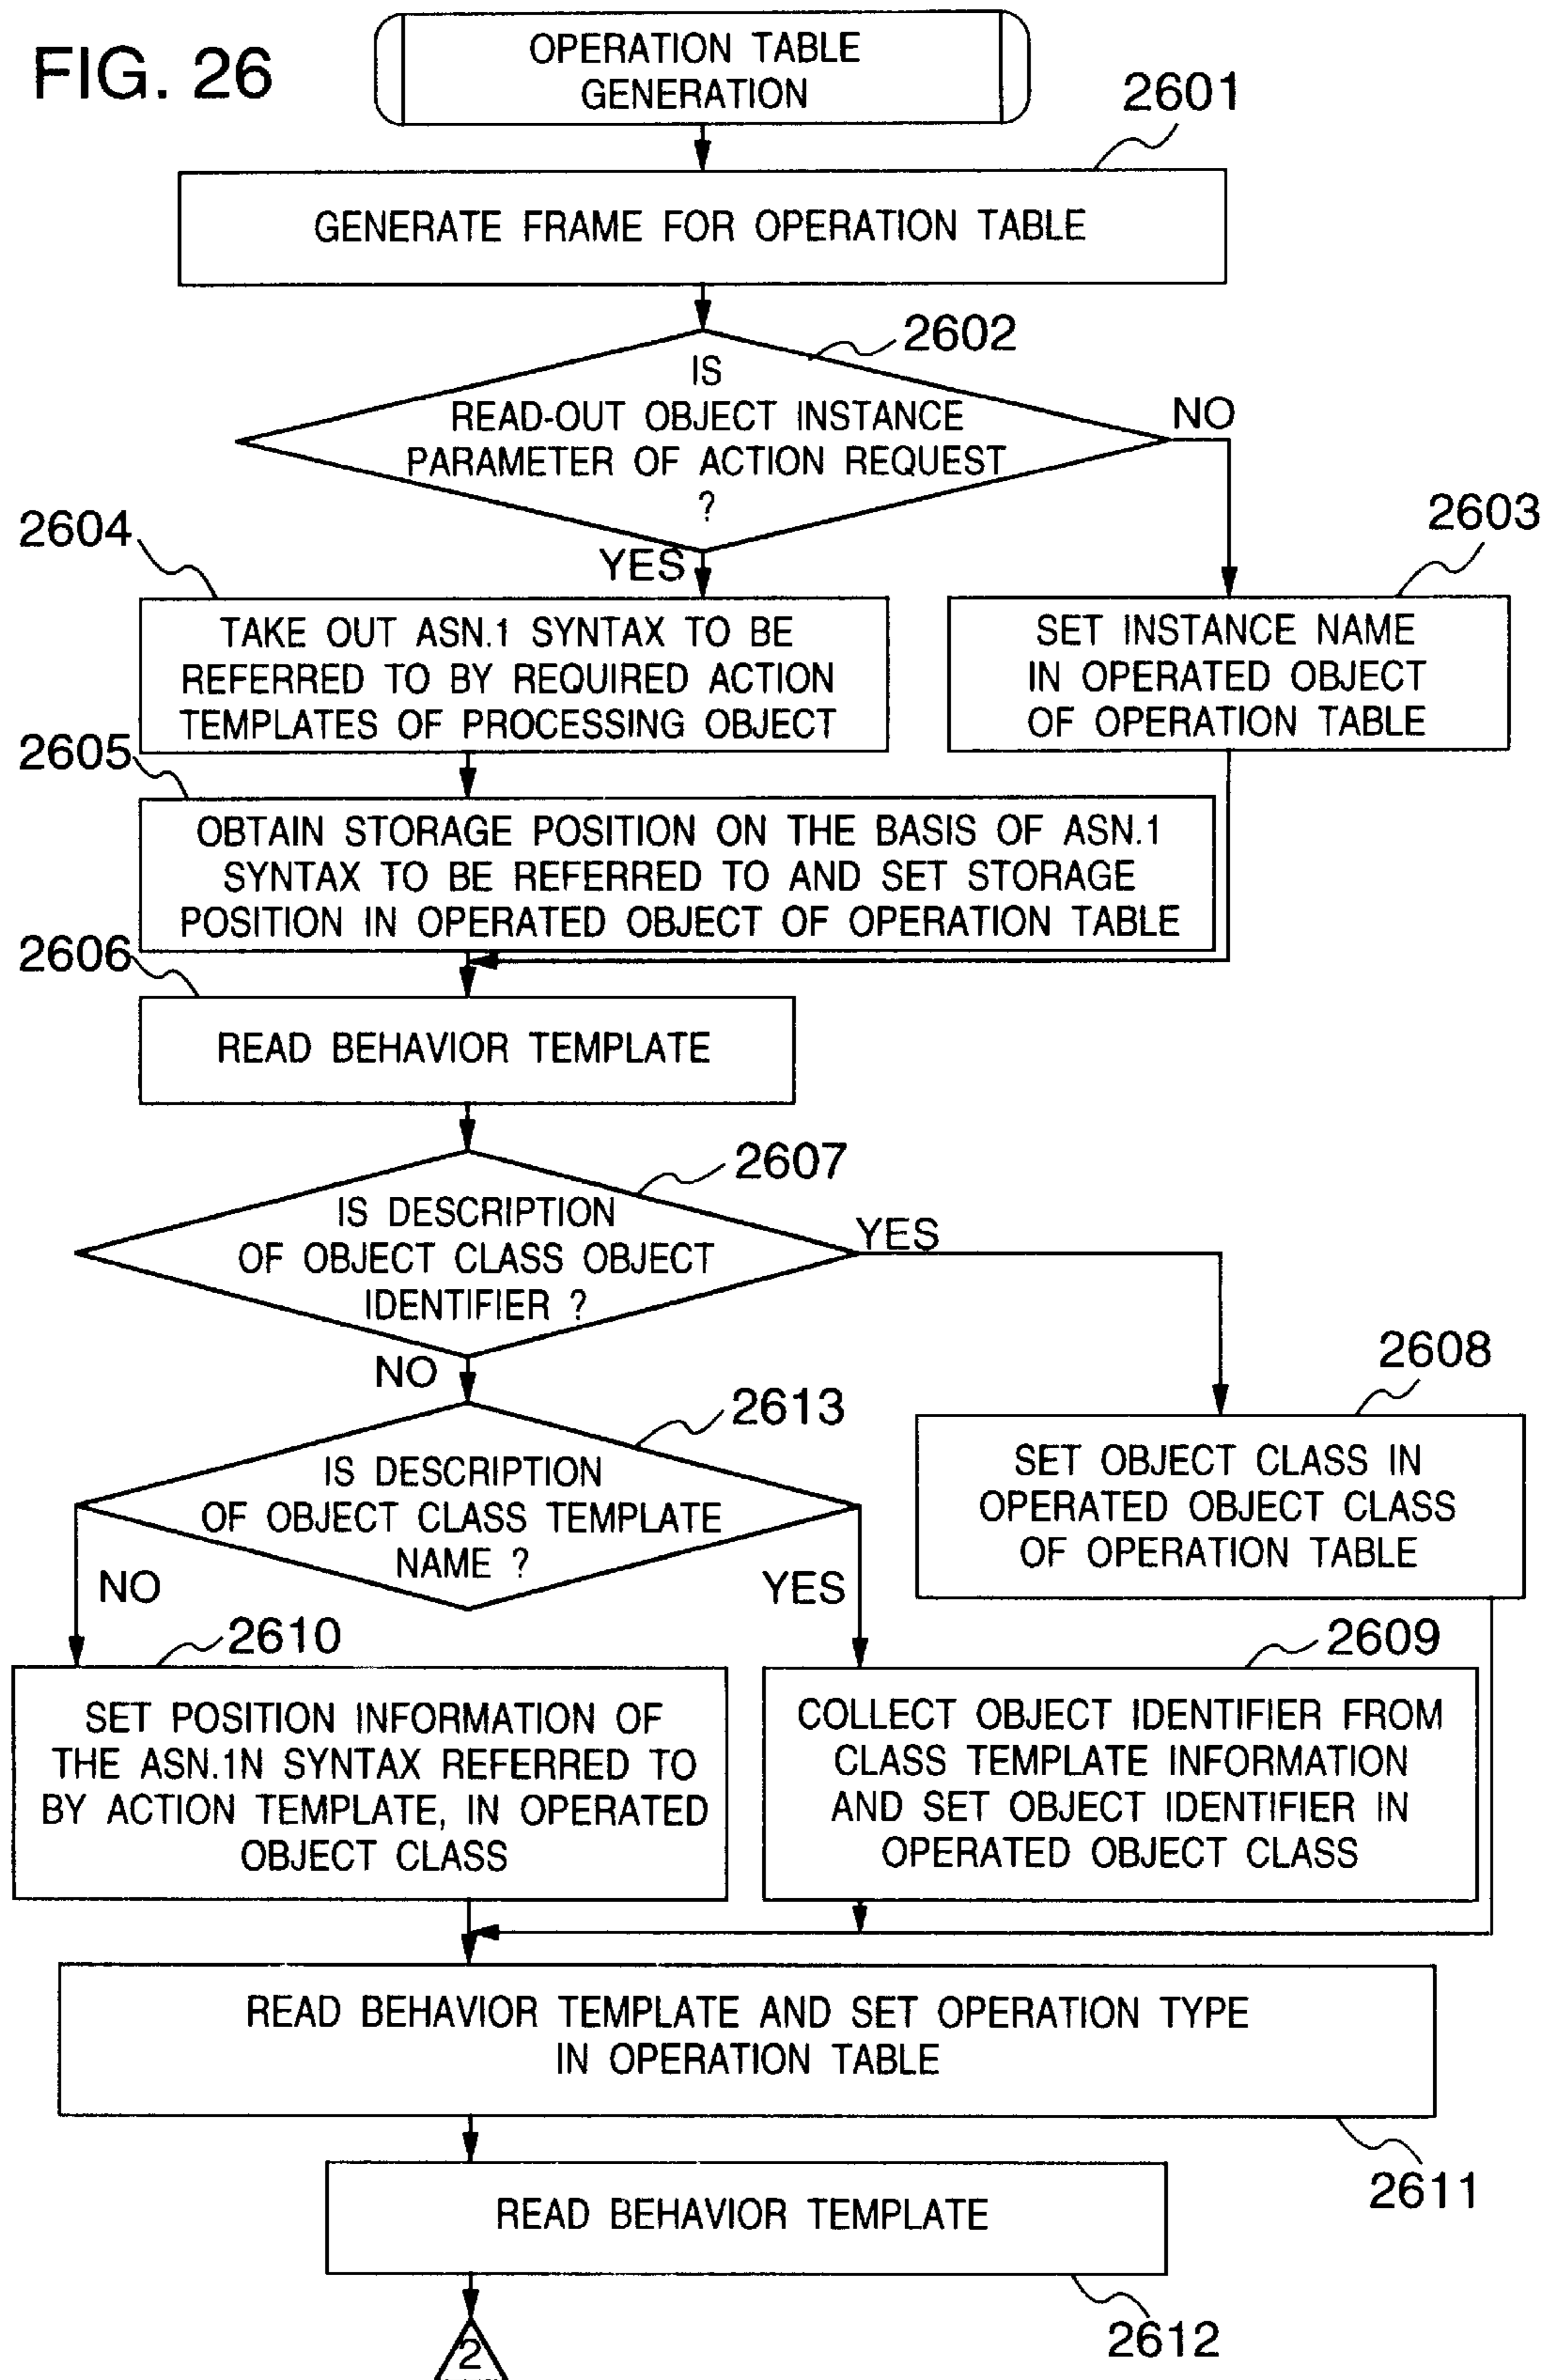 FIG. 26
OPERATION TABLE
GENERATION
2601
GENERATE FRAME FOR OPERATION TABLE
2602
IS
READ-OUT OBJECT INSTANCE
PARAMETER OF ACTION REQUEST
?
NO
YES
2604
TAKE OUT ASN.1 SYNTAX TO BE
REFERRED TO BY REQUIRED ACTION
TEMPLATES OF PROCESSING OBJECT
2603
SET INSTANCE NAME
IN OPERATED OBJECT
OF OPERATION TABLE
2605
OBTAIN STORAGE POSITION ON THE BASIS OF ASN.1
SYNTAX TO BE REFERRED TO AND SET STORAGE
POSITION IN OPERATED OBJECT OF OPERATION TABLE
2606
READ BEHAVIOR TEMPLATE
2607
IS DESCRIPTION
OF OBJECT CLASS OBJECT
IDENTIFIER ?
YES
NO
2608
SET OBJECT CLASS IN
OPERATED OBJECT CLASS
OF OPERATION TABLE
2613
IS DESCRIPTION
OF OBJECT CLASS TEMPLATE
NAME ?
NO
YES
2610
SET POSITION INFORMATION OF
THE ASN.1N SYNTAX REFERRED TO
BY ACTION TEMPLATE, IN OPERATED
OBJECT CLASS
2609
COLLECT OBJECT IDENTIFIER FROM
CLASS TEMPLATE INFORMATION
AND SET OBJECT IDENTIFIER IN
OPERATED OBJECT CLASS
READ BEHAVIOR TEMPLATE AND SET OPERATION TYPE
IN OPERATION TABLE
2611
READ BEHAVIOR TEMPLATE
2612
2